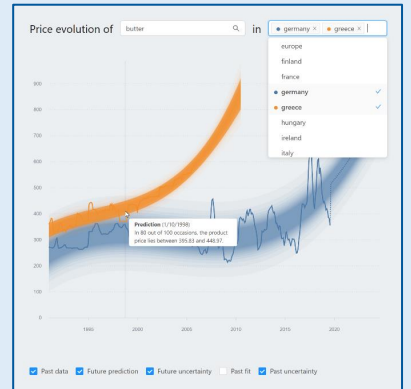 Price evolution of butter in germany × greece ×
europe
finland
france
germany
greece
hungary
ireland
italy
900
800
700
600
500
400
300
200
100
0
Prediction (1/10/1998)
In 80 out of 100 occasions, the product
price lies between 395.83 and 448.97.
1995 2000 2005 2010 2015 2020
Past data Future prediction Future uncertainty Past fit Past uncertainty